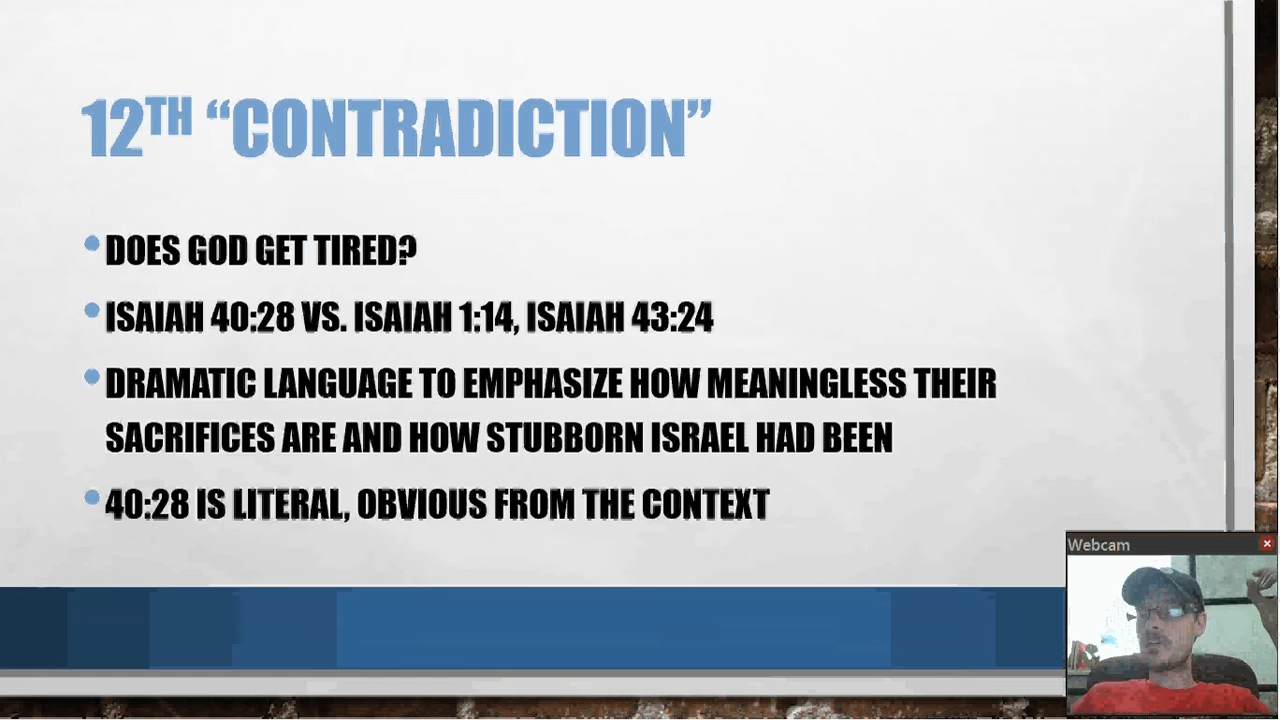 12TH “CONTRADICTION”
DOES GOD GET TIRED?
ISAIAH 40:28 VS. ISAIAH 1:14, ISAIAH 43:24
DRAMATIC LANGUAGE TO EMPHASIZE HOW MEANINGLESS THEIR
SACRIFICES ARE AND HOW STUBBORN ISRAEL HAD BEEN
40:28 IS LITERAL, OBVIOUS FROM THE CONTEXT
Webcam